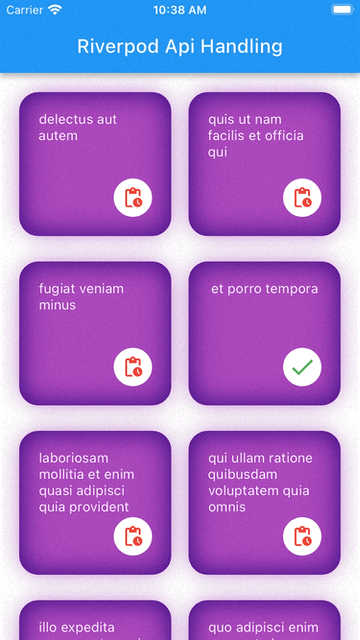 Carrier 10:38 AM
Riverpod Api Handling
delectus aut
autem
quis ut nam
facilis et officia
qui
fugiat veniam
minus
et porro tempora
laboriosam
mollitia et enim
quasi adipisci
quia provident
qui ullam ratione
quibusdam
voluptatem quia
omnis
illo expedita
quo adipisci enim